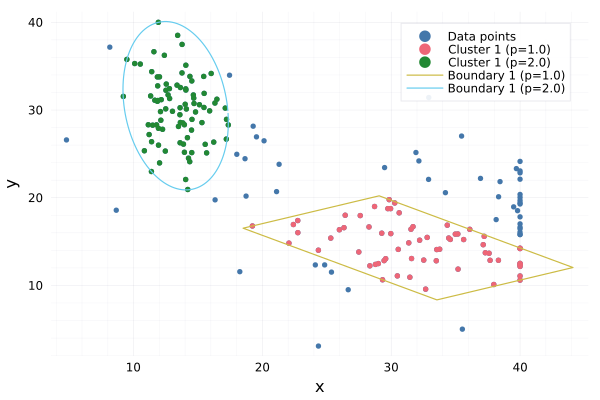 40
30
20
10
y
10
20
30
40
x
Data points
Cluster 1 (p=1.0)
Cluster 1 (p=2.0)
Boundary 1 (p=1.0)
Boundary 1 (p=2.0)